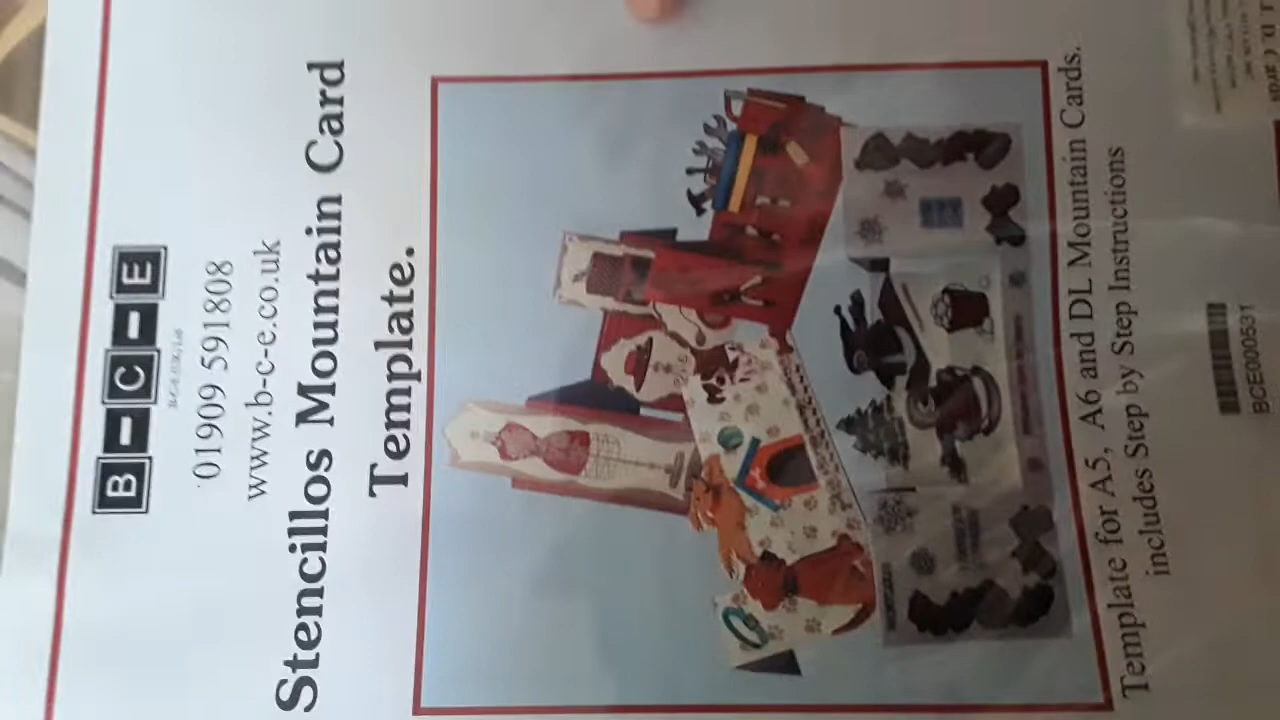 B-C-E
01909 591808
www.b-c-e.co.uk
Stencillos Mountain Card
Template.
Template for A5, A6 and DL Mountain Cards.
includes Step by Step Instructions
BCE000531